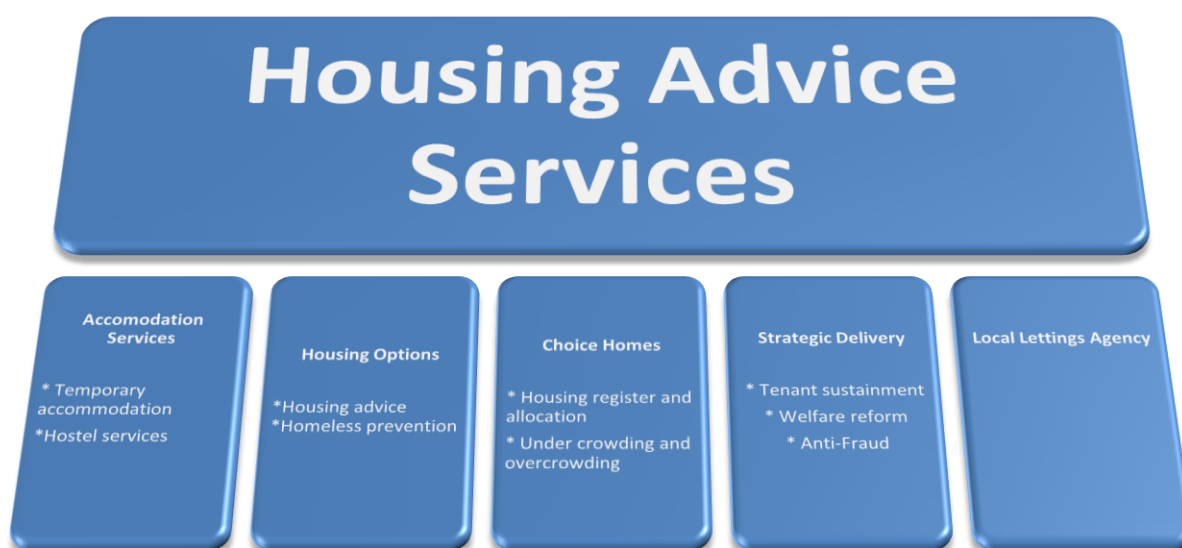 Housing Advice
Services
Accomodation
Services
* Temporary
accommodation
*Hostel services
Housing Options
*Housing advice
*Homeless prevention
Choice Homes
* Housing register and
allocation
* Under crowding and
overcrowding
Strategic Delivery
* Tenant sustainment
* Welfare reform
* Anti-Fraud
Local Lettings Agency